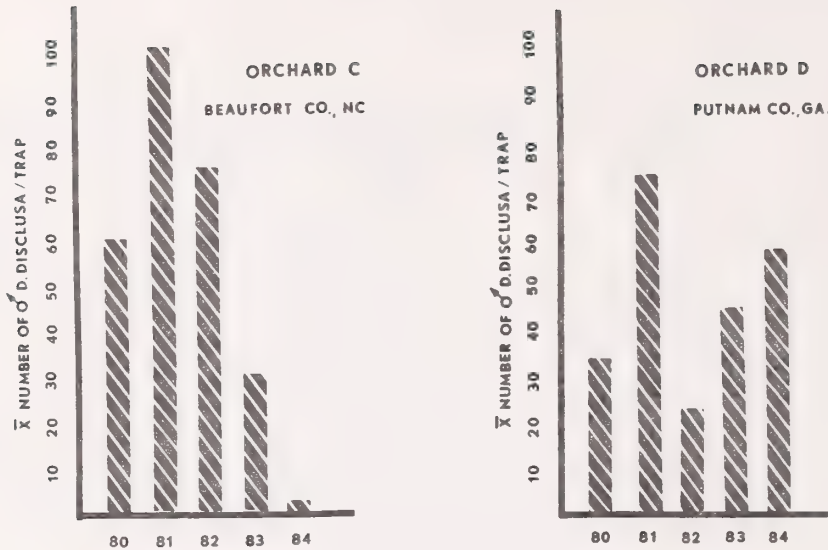 100
90
80
70
60
50
40
30
20
10
X̄ NUMBER OF ♂ D. DISCLUSA / TRAP
ORCHARD C
BEAUFORT CO., NC
80 81 82 83 84
100
90
80
70
60
50
40
30
20
10
X̄ NUMBER OF ♂ D. DISCLUSA / TRAP
ORCHARD D
PUTNAM CO., GA.
80 81 82 83 84